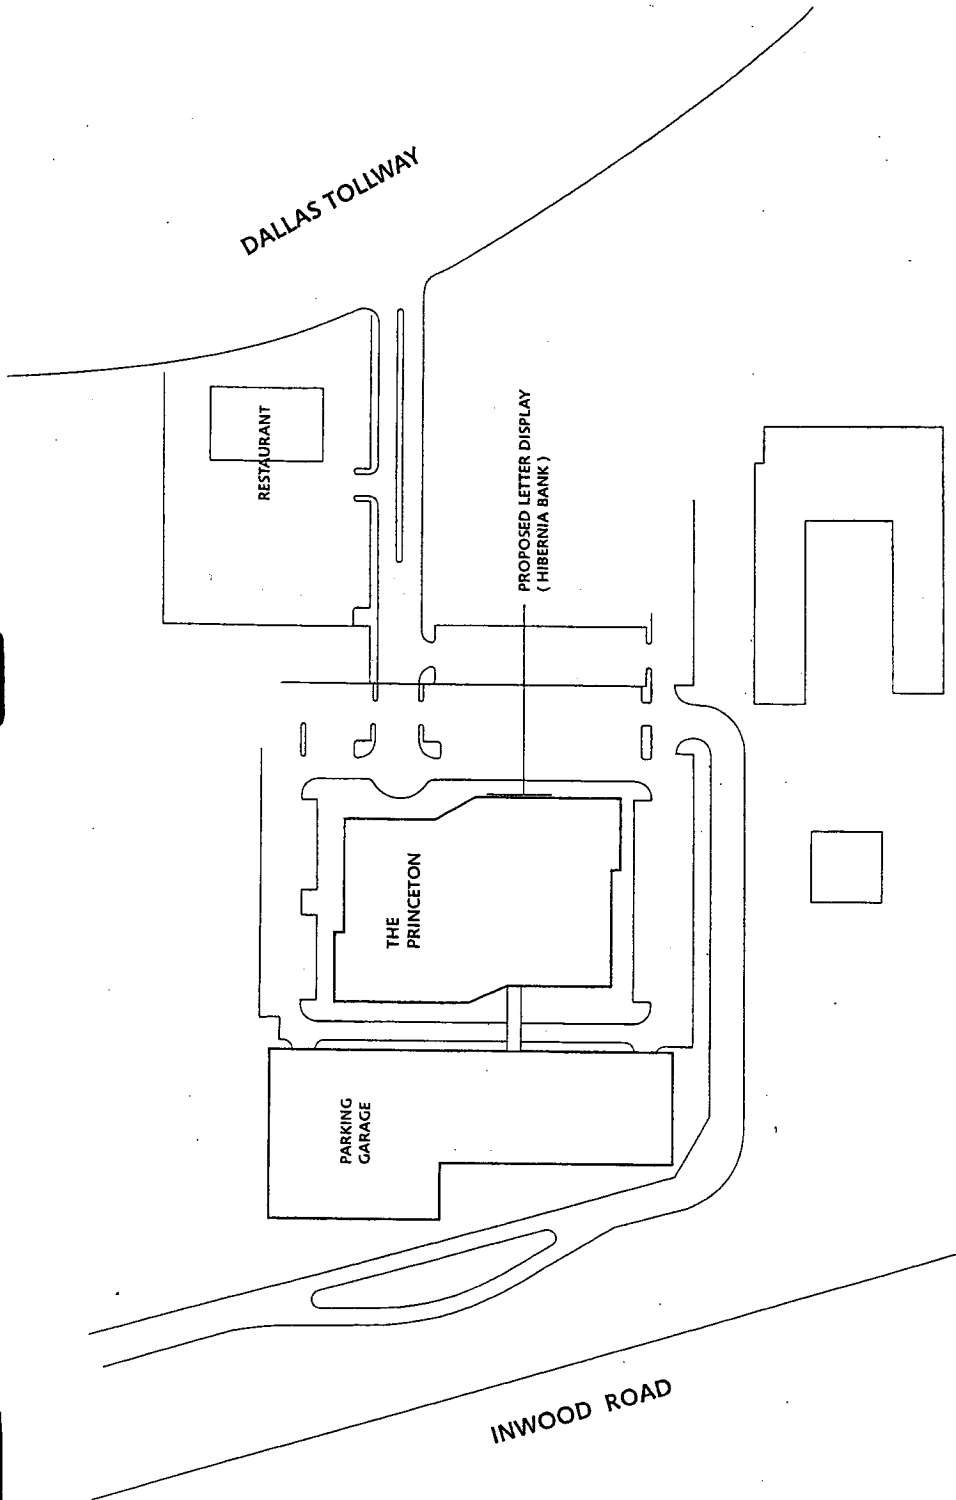 DALLAS TOLLWAY
RESTAURANT
PROPOSED LETTER DISPLAY
( HIBERNIA BANK )
THE
PRINCETON
PARKING
GARAGE
INWOOD ROAD